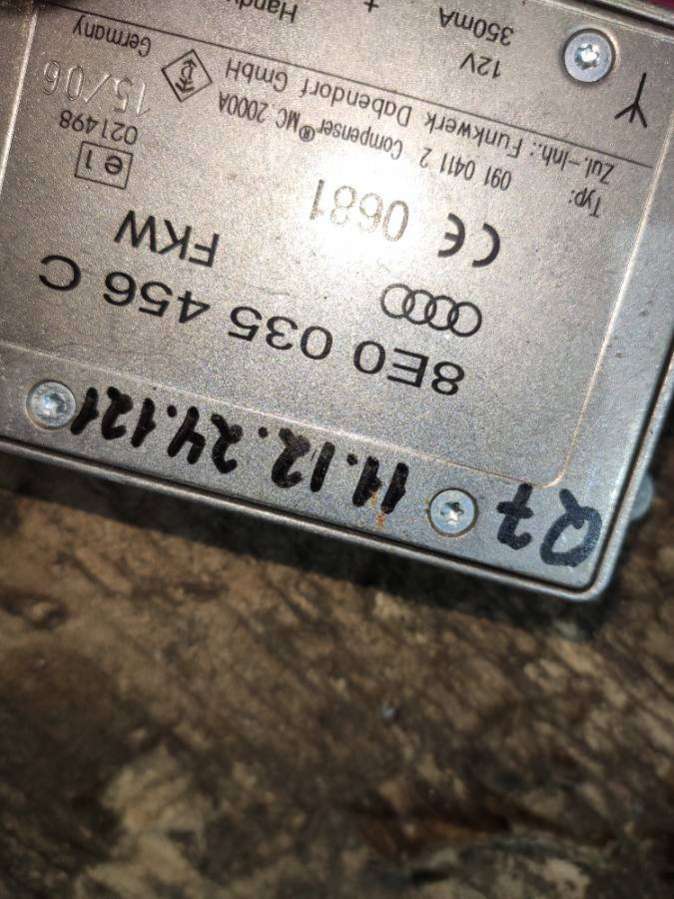 Q7 11.12.24.121
8E0 035 456 C
FKW
CE 0681
e1
Typ: 091 0411 2 Compenser®MC 2000A 021498
Zul.-Inh.: Funkwerk Dabendorf GmbH 15/06
Germany
12V
350mA +